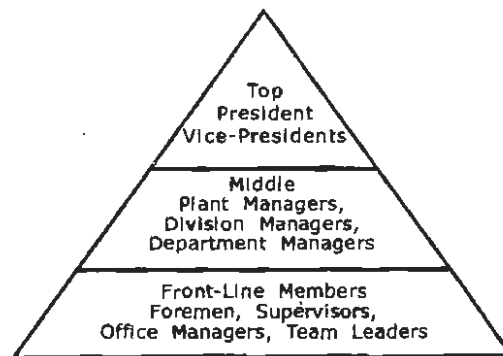 Top
President
Vice-Presidents
Middle
Plant Managers,
Division Managers,
Department Managers
Front-Line Members
Foremen, Supervisors,
Office Managers, Team Leaders